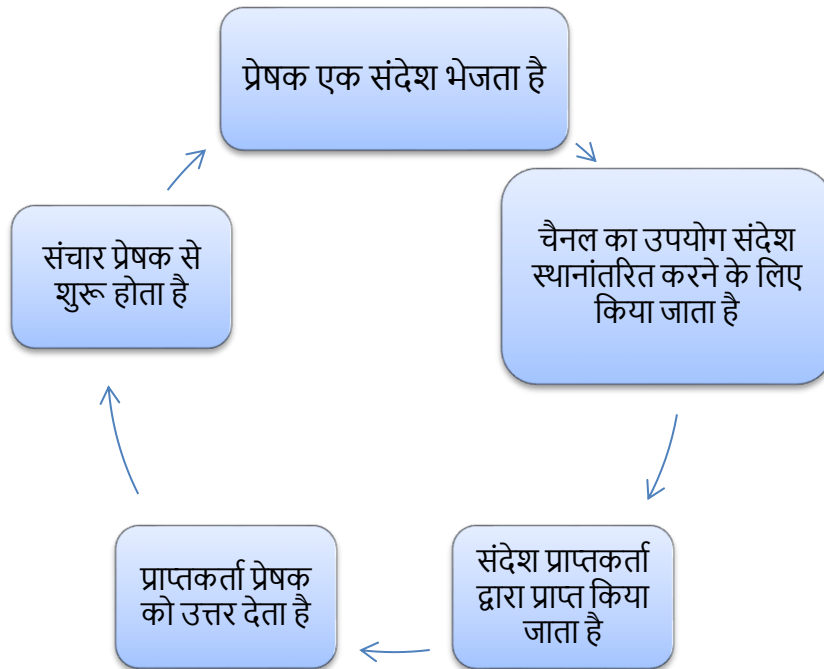 प्रेषक एक संदेश भेजता है
चैनल का उपयोग संदेश
स्थानांतरित करने के लिए
किया जाता है
संदेश प्राप्तकर्ता
द्वारा प्राप्त किया
जाता है
प्राप्तकर्ता प्रेषक
को उत्तर देता है
संचार प्रेषक से
शुरू होता है